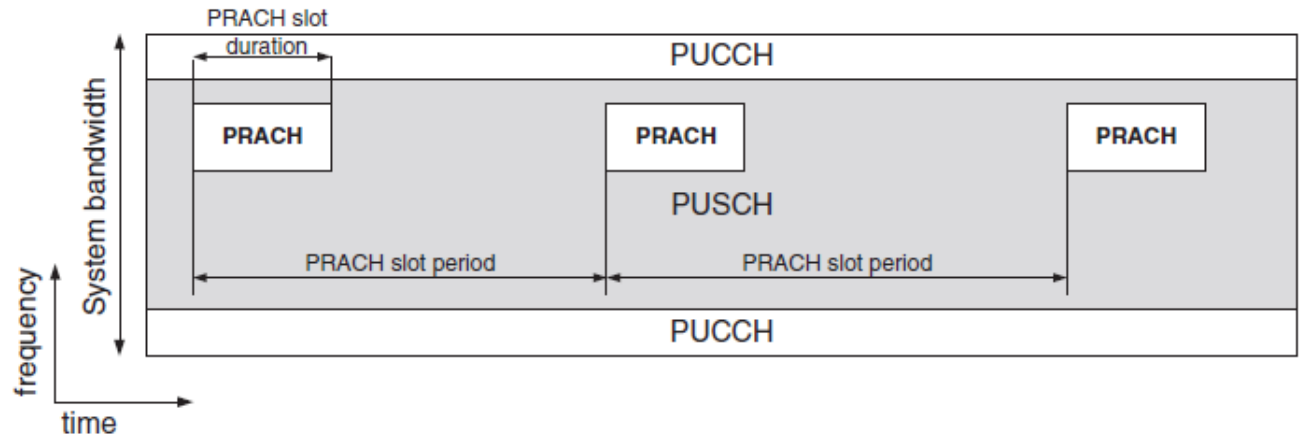 PRACH slot
duration
PUCCH
System bandwidth
PRACH
PRACH
PRACH
PUSCH
PRACH slot period
PRACH slot period
PUCCH
frequency
time